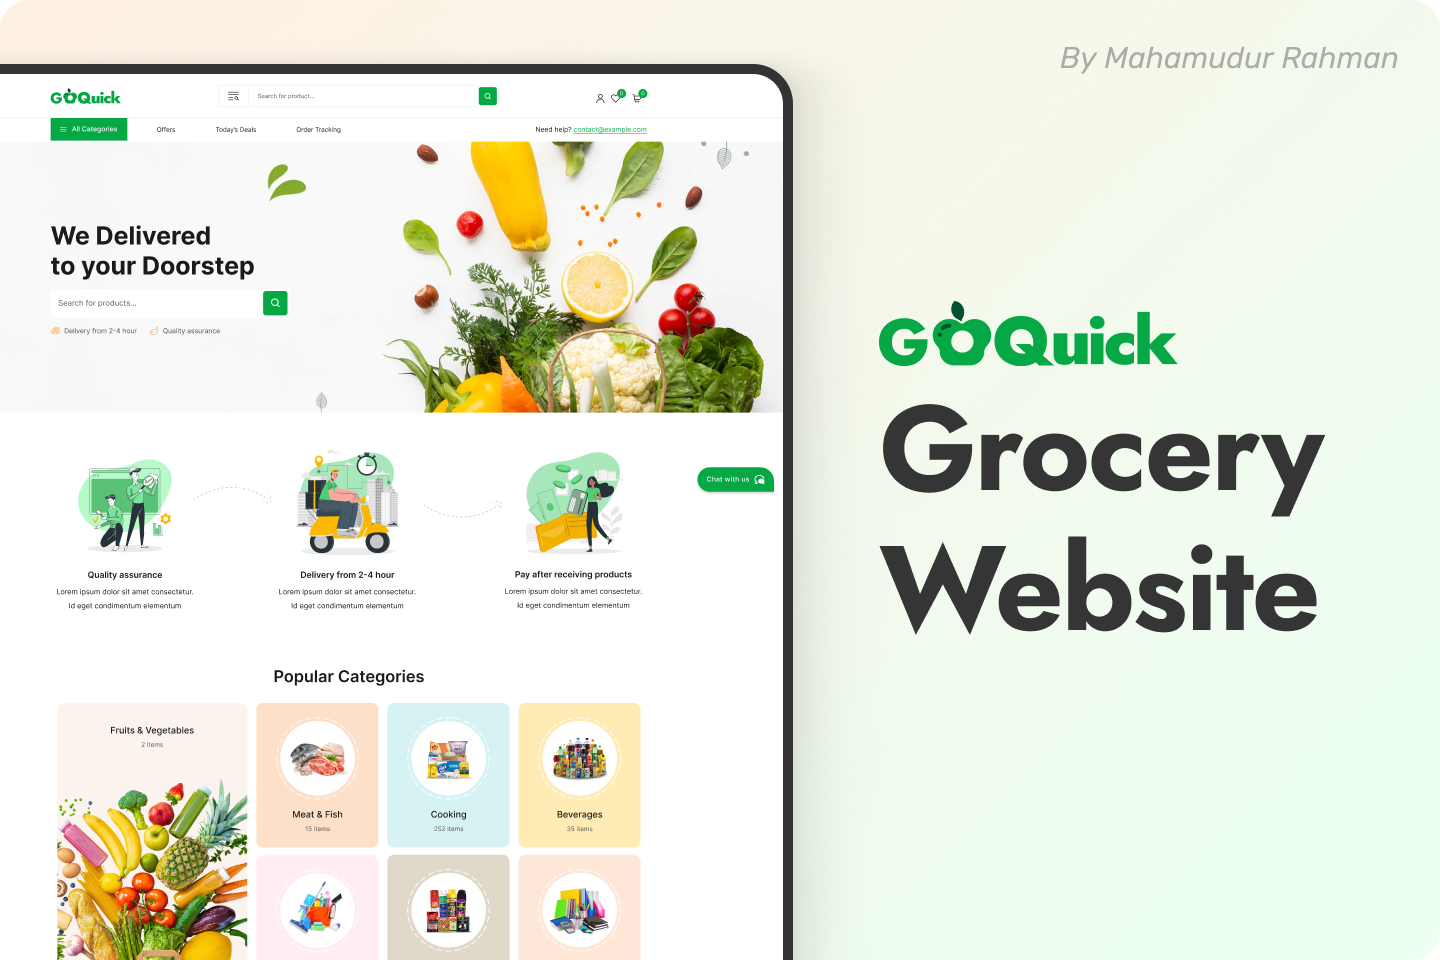 By Mahamudur Rahman
GOQuick
Search for product...
0
0
All Categories
Offers
Today's Deals
Order Tracking
Need help? contact@example.com
We Delivered
to your Doorstep
Search for products...
Delivery from 2-4 hour
Quality assurance
Chat with us
Quality assurance
Lorem ipsum dolor sit amet consectetur.
Id eget condimentum elementum
Delivery from 2-4 hour
Lorem ipsum dolor sit amet consectetur.
Id eget condimentum elementum
Pay after receiving products
Lorem ipsum dolor sit amet consectetur.
Id eget condimentum elementum
Popular Categories
Fruits & Vegetables
2 items
Meat & Fish
15 items
Cooking
252 items
Beverages
35 items
GOQuick
Grocery
Website